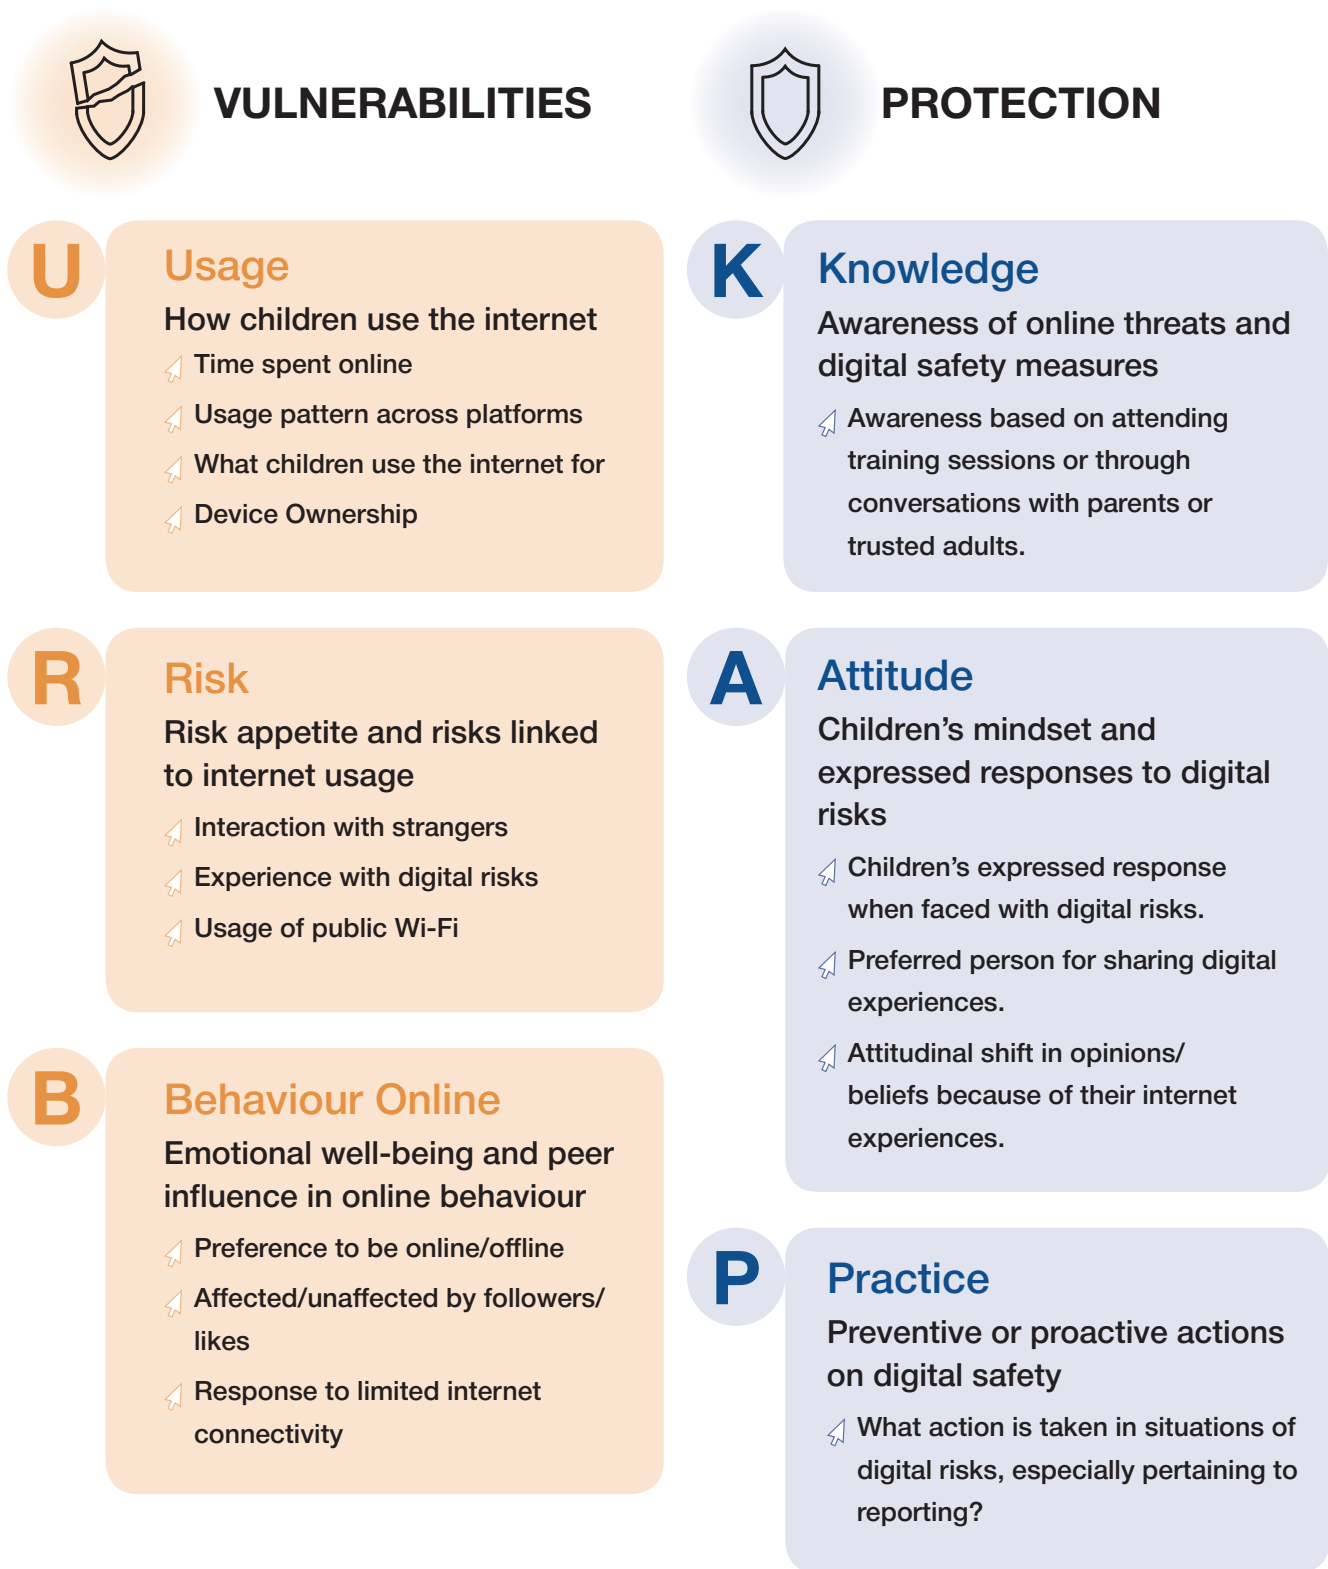 VULNERABILITIES
U
Usage
How children use the internet
Time spent online
Usage pattern across platforms
What children use the internet for
Device Ownership
R
Risk
Risk appetite and risks linked
to internet usage
Interaction with strangers
Experience with digital risks
Usage of public Wi-Fi
B
Behaviour Online
Emotional well-being and peer
influence in online behaviour
Preference to be online/offline
Affected/unaffected by followers/
likes
Response to limited internet
connectivity
PROTECTION
K
Knowledge
Awareness of online threats and
digital safety measures
Awareness based on attending
training sessions or through
conversations with parents or
trusted adults.
A
Attitude
Children’s mindset and
expressed responses to digital
risks
Children’s expressed response
when faced with digital risks.
Preferred person for sharing digital
experiences.
Attitudinal shift in opinions/
beliefs because of their internet
experiences.
P
Practice
Preventive or proactive actions
on digital safety
What action is taken in situations of
digital risks, especially pertaining to
reporting?